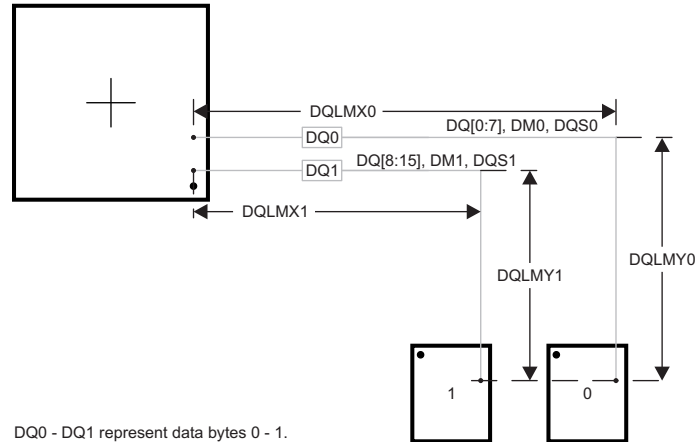 DQLMX0
DQ[0:7], DM0, DQS0
DQ0
DQ[8:15], DM1, DQS1
DQ1
DQLMX1
DQLMY0
DQLMY1
1
0
DQ0 - DQ1 represent data bytes 0 - 1.